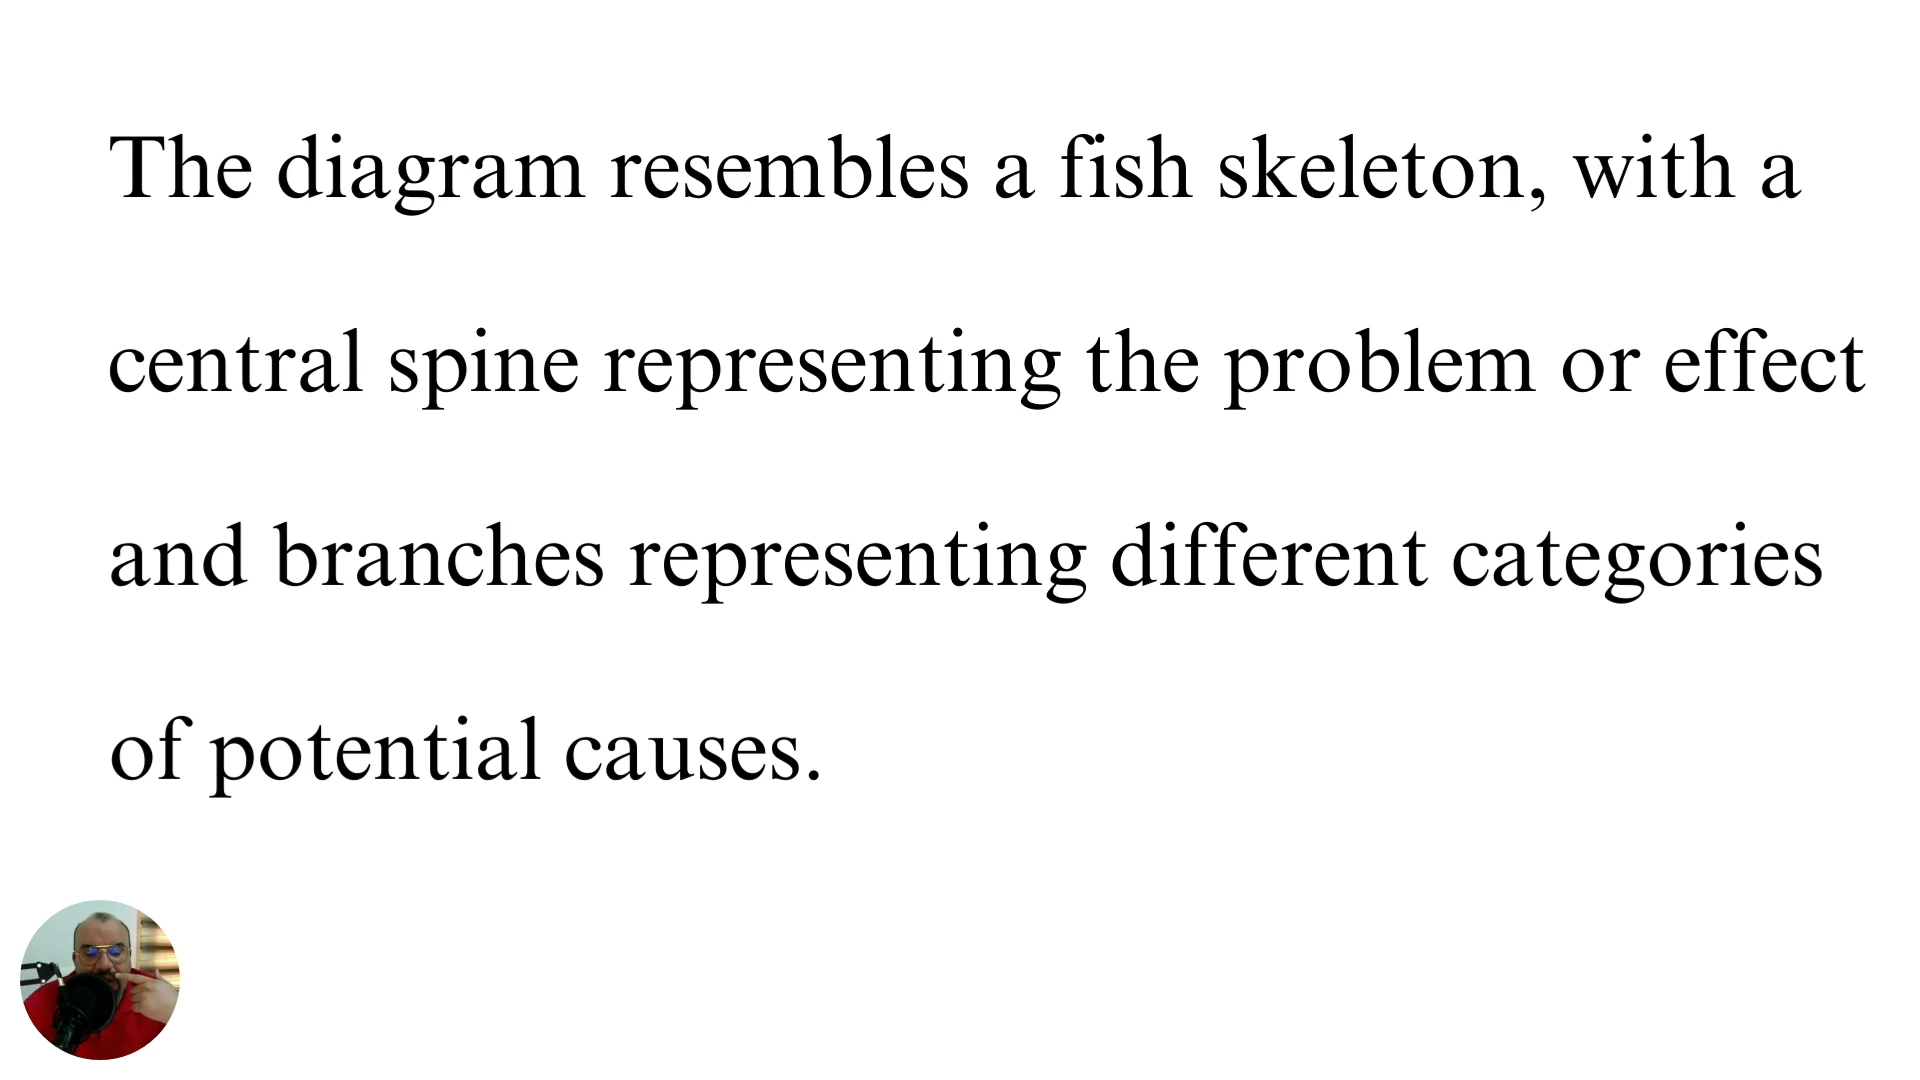 The diagram resembles a fish skeleton, with a
central spine representing the problem or effect
and branches representing different categories
of potential causes.